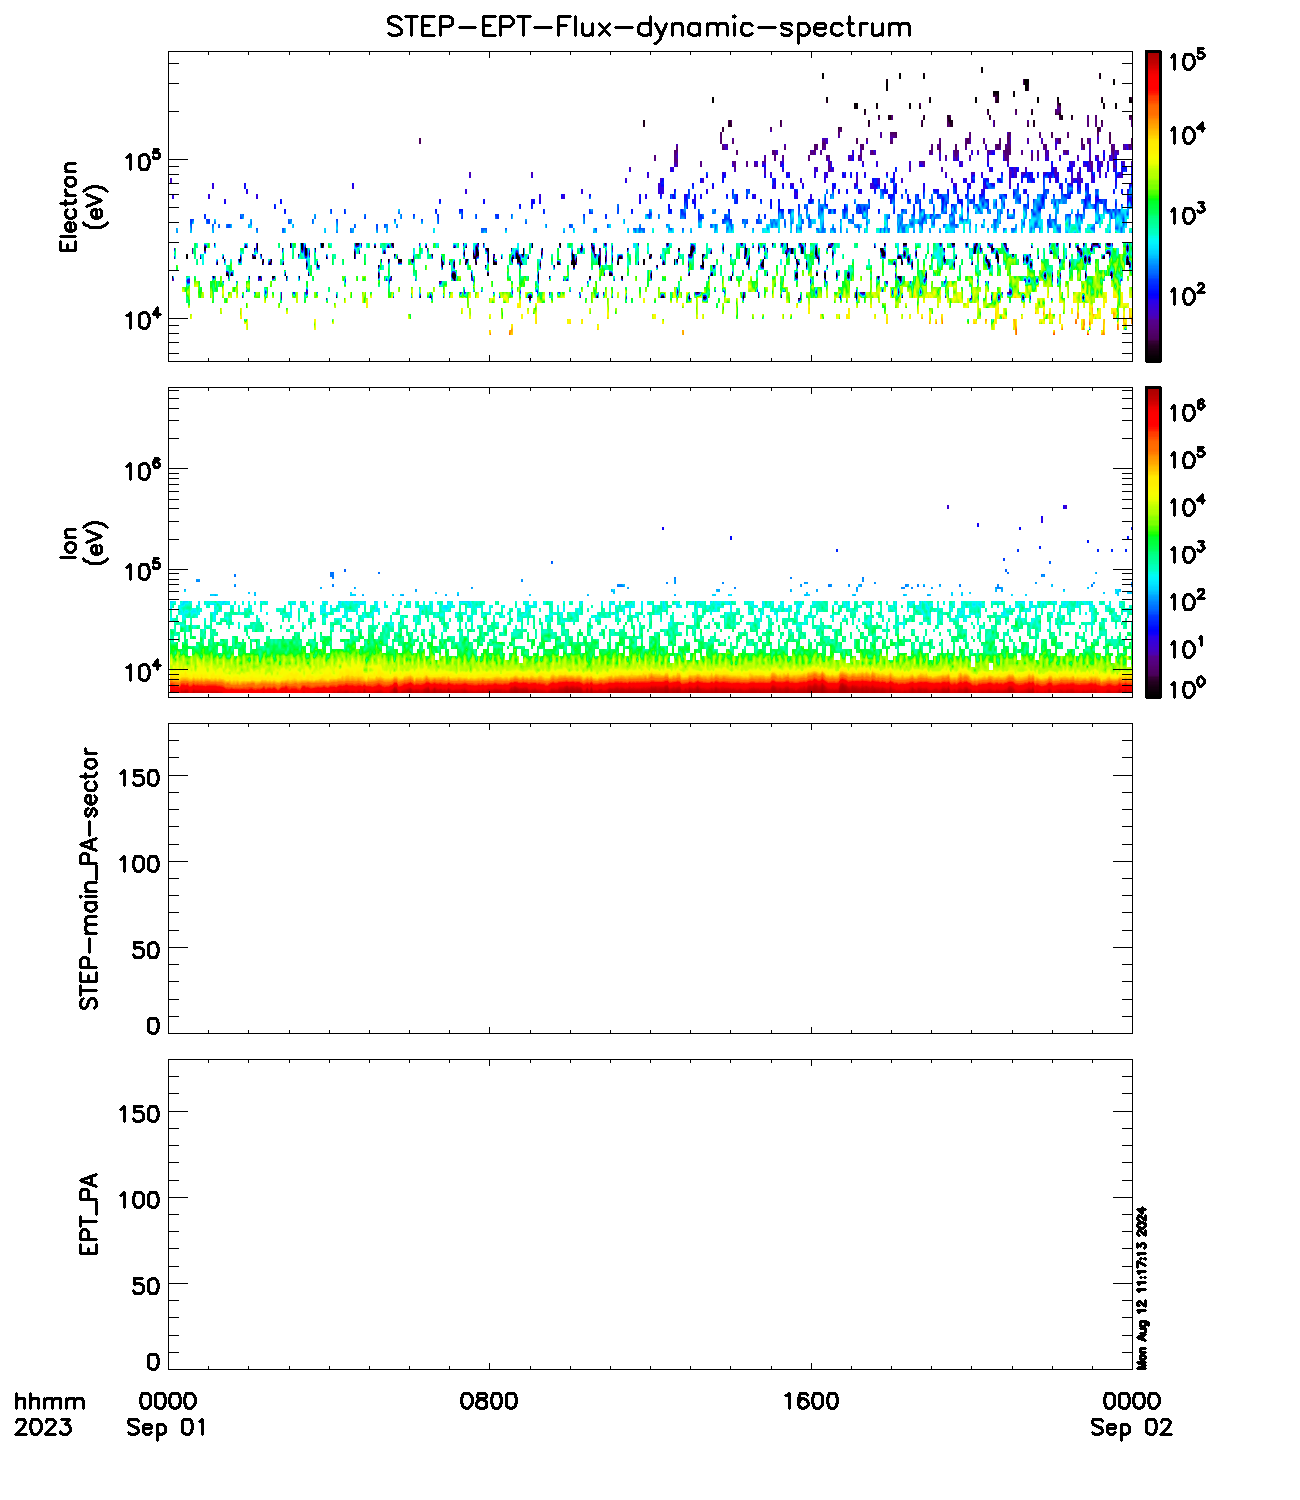 STEP-EPT-Flux-dynamic-spectrum
Electron
(eV)
10^5
10^4
10^5
10^4
10^3
10^2
Ion
(eV)
10^6
10^5
10^4
10^6
10^5
10^4
10^3
10^2
10^1
10^0
STEP-main_PA-sector
150
100
50
0
EPT_PA
150
100
50
0
Mon Aug 12 11:17:13 2024
hhmm 0000 0800 1600 0000
2023 Sep 01 Sep 02